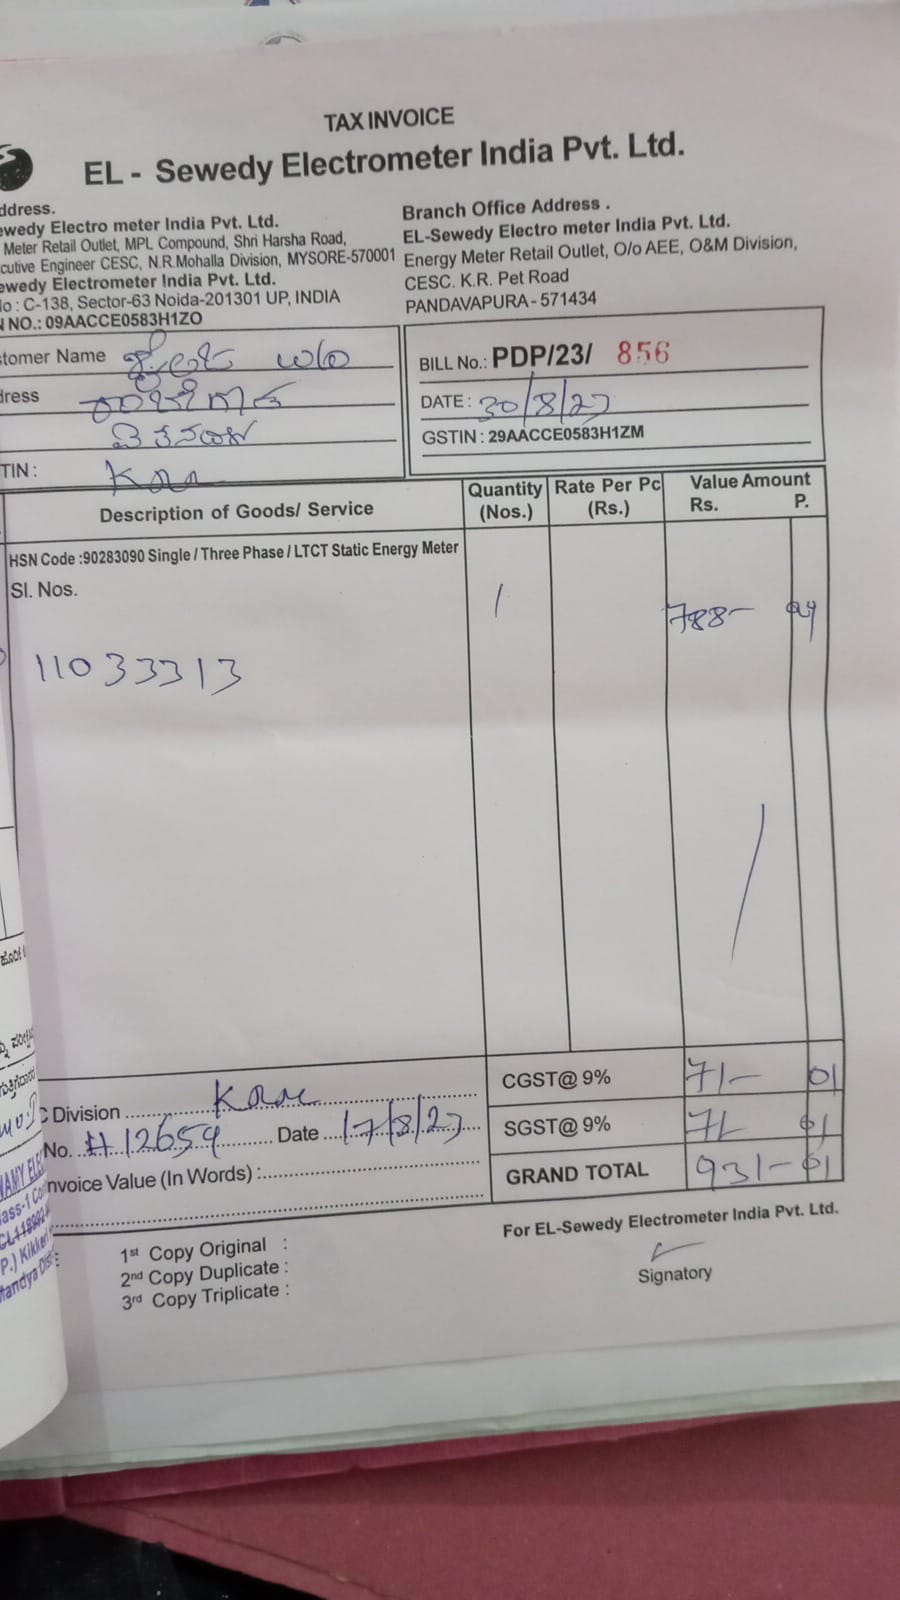 TAX INVOICE
EL - Sewedy Electrometer India Pvt. Ltd.
ddress.
ewedy Electro meter India Pvt. Ltd.
Meter Retail Outlet, MPL Compound, Shri Harsha Road,
cutive Engineer CESC, N.R.Mohalla Division, MYSORE-570001
ewedy Electrometer India Pvt. Ltd.
lo : C-138, Sector-63 Noida-201301 UP, INDIA
NO.: 09AACCE0583H1ZO
Branch Office Address .
EL-Sewedy Electro meter India Pvt. Ltd.
Energy Meter Retail Outlet, O/o AEE, O&M Division,
CESC. K.R. Pet Road
PANDAVAPURA - 571434
tomer Name
dress
TIN :
BILL No.: PDP/23/ 856
DATE : 30/8/23
GSTIN : 29AACCE0583H1ZM
Description of Goods/ Service Quantity (Nos.) Rate Per Pc (Rs.) Value Amount Rs. P.
HSN Code :90283090 Single / Three Phase / LTCT Static Energy Meter
Sl. Nos. 1 788-
11033313
C Division
No. 12659 Date 17/8/23
nvoice Value (In Words) :
CGST@ 9% 71- 01
SGST@ 9% 71 01
GRAND TOTAL 931-01
For EL-Sewedy Electrometer India Pvt. Ltd.
Signatory
1st Copy Original :
2nd Copy Duplicate :
3rd Copy Triplicate :